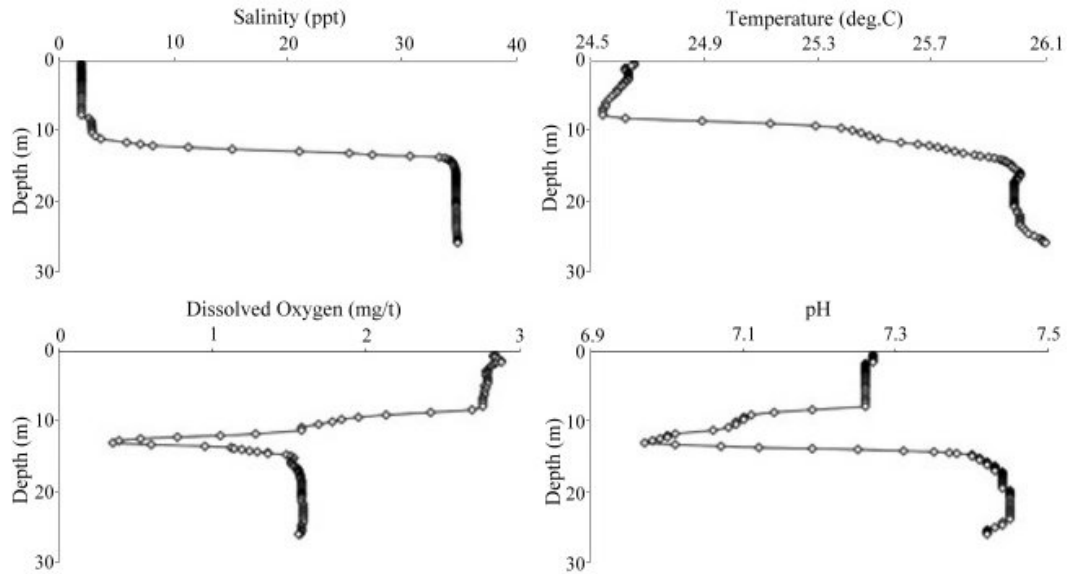 Salinity (ppt)
0 10 20 30 40
0
10
20
30
Depth (m)
Temperature (deg.C)
24.5 24.9 25.3 25.7 26.1
0
10
20
30
Depth (m)
Dissolved Oxygen (mg/t)
0 1 2 3
0
10
20
30
Depth (m)
pH
6.9 7.1 7.3 7.5
0
10
20
30
Depth (m)